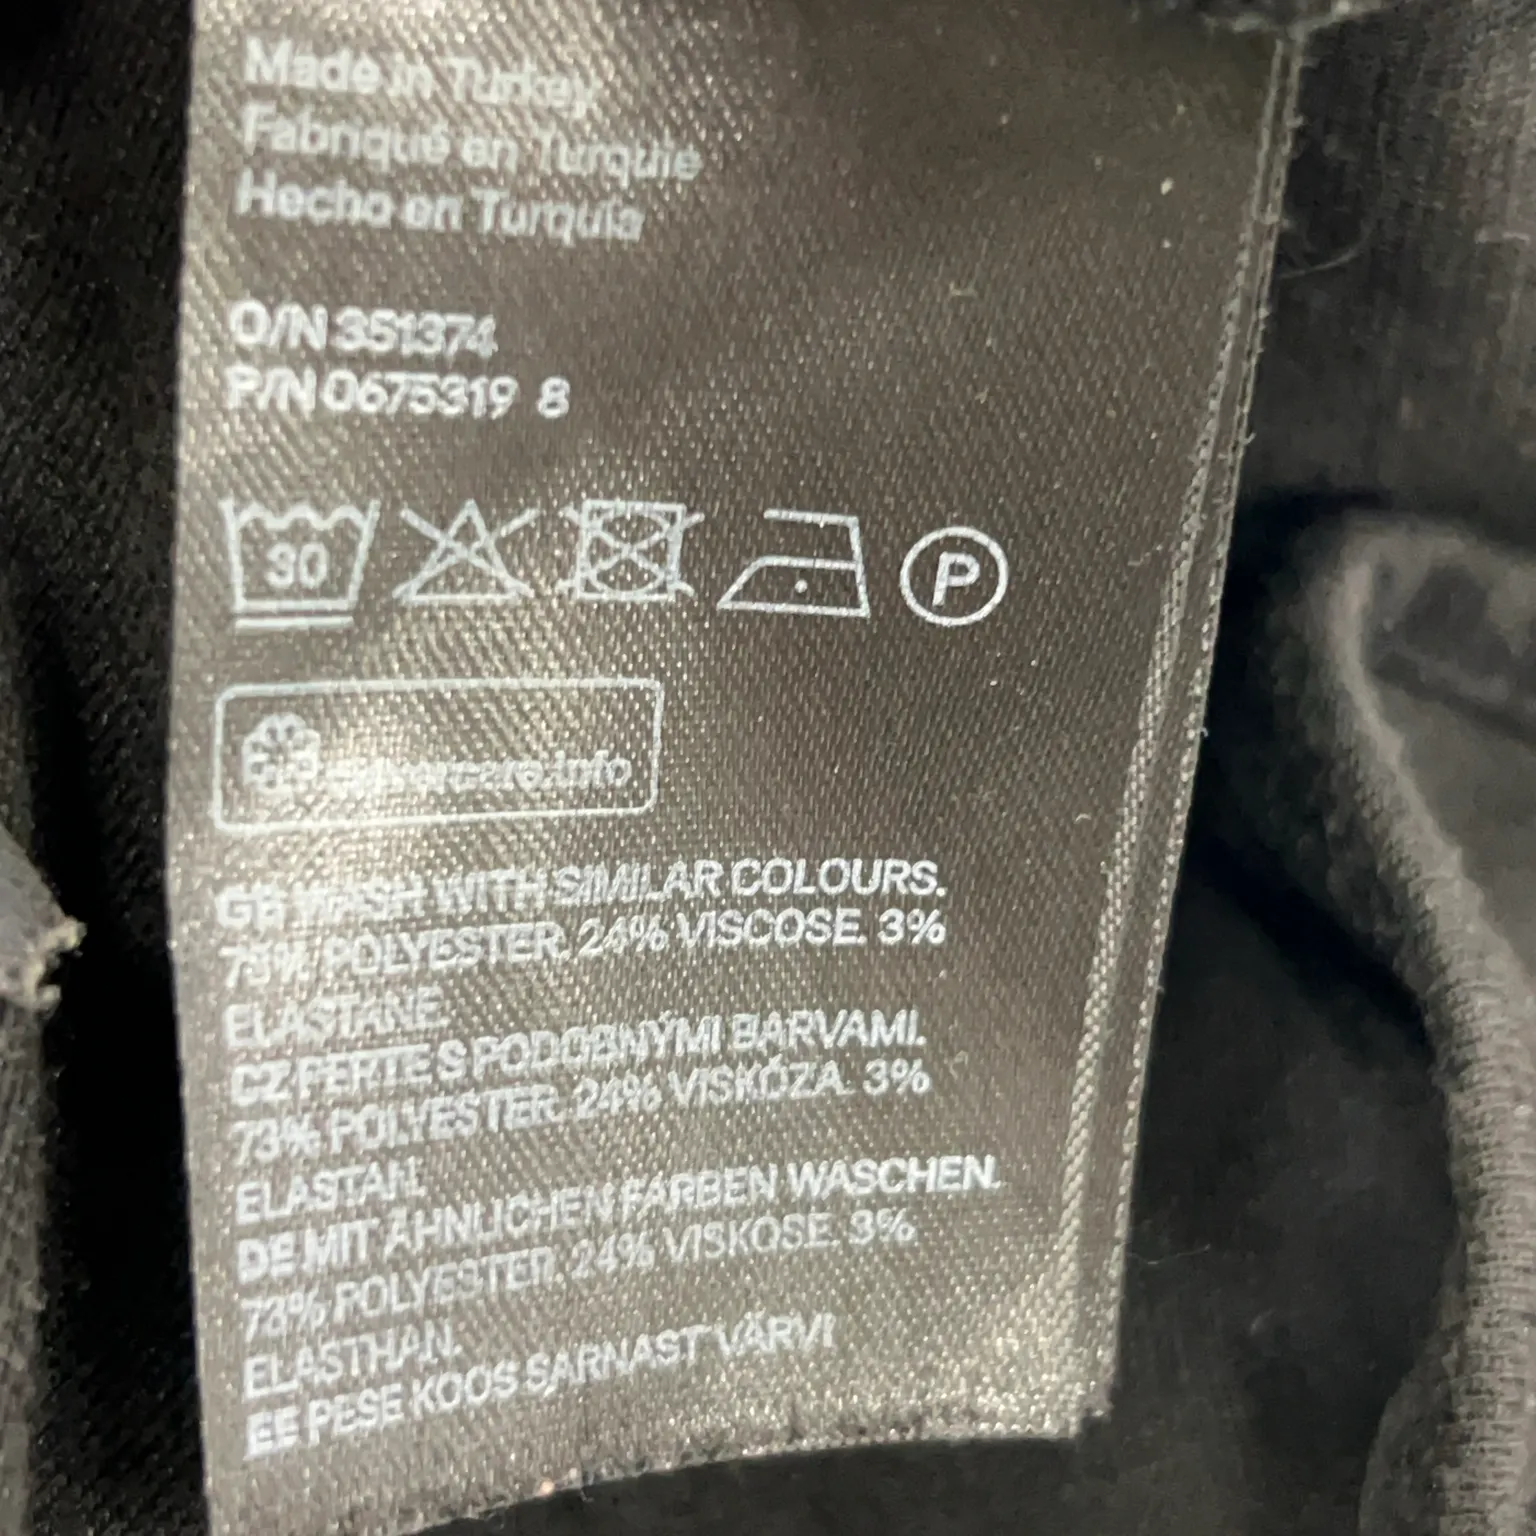 Made in Turkey
Fabriqué en Turquie
Hecho en Turquía
O/N 351374
P/N 0675319 8
30
P
clevercare.info
GB WASH WITH SIMILAR COLOURS.
73% POLYESTER. 24% VISCOSE. 3%
ELASTANE
CZ PERTE S PODOBNÝMI BARVAMI.
73% POLYESTER. 24% VISKÓZA. 3%
ELASTAN.
DE MIT ÄHNLICHEN FARBEN WASCHEN.
73% POLYESTER. 24% VISKOSE. 3%
ELASTHAN.
EE PESE KOOS SARNAST VÄRVI